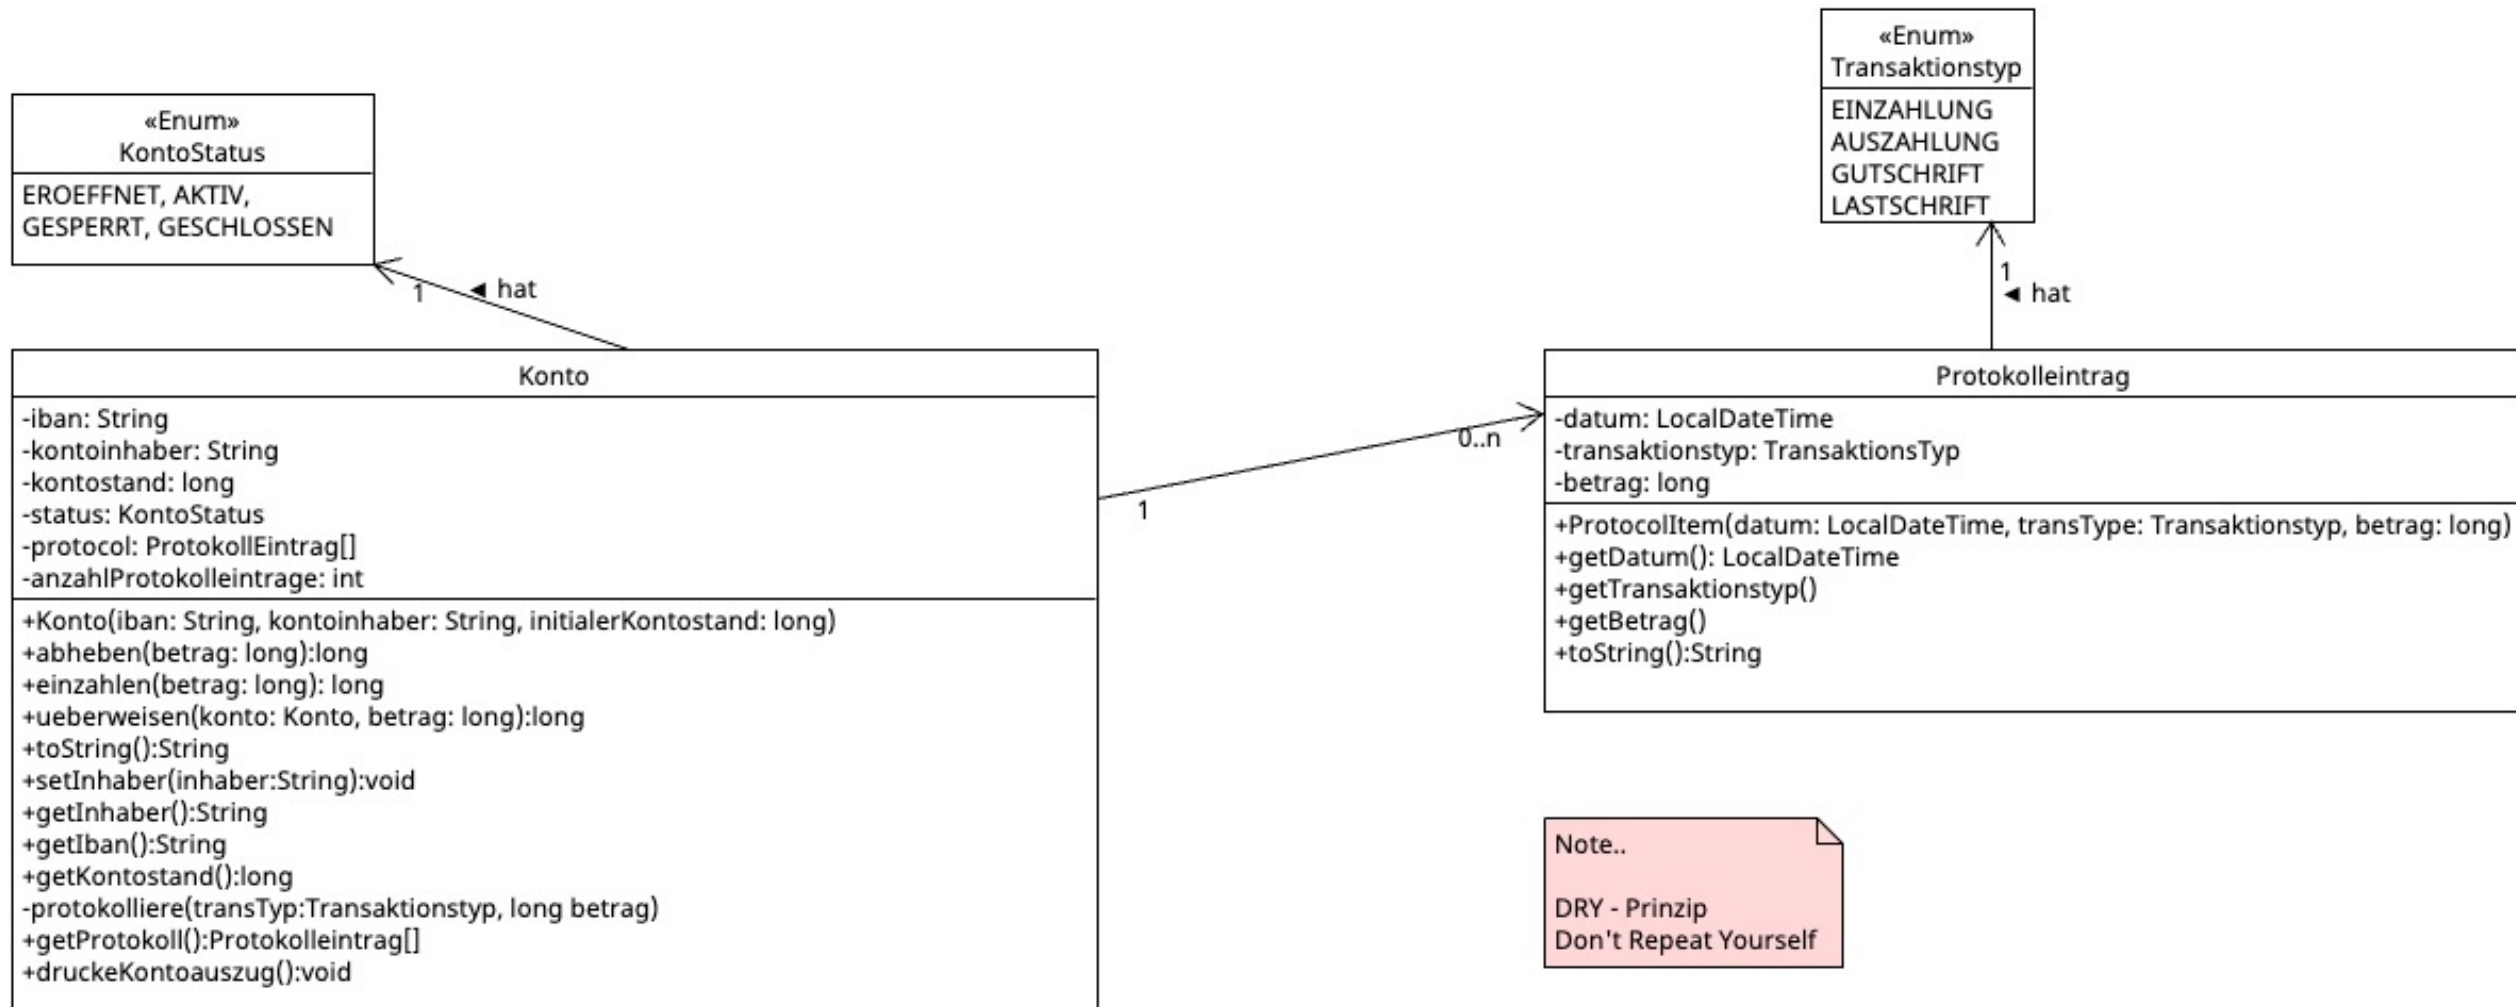 «Enum»
Transaktionstyp
EINZAHLUNG
AUSZAHLUNG
GUTSCHRIFT
LASTSCHRIFT
«Enum»
KontoStatus
EROEFFNET, AKTIV,
GESPERRT, GESCHLOSSEN
1
◄ hat
1
◄ hat
Konto
-iban: String
-kontoinhaber: String
-kontostand: long
-status: KontoStatus
-protocol: ProtokollEintrag[]
-anzahlProtokolleintrage: int
+Konto(iban: String, kontoinhaber: String, initialerKontostand: long)
+abheben(betrag: long):long
+einzahlen(betrag: long): long
+ueberweisen(konto: Konto, betrag: long):long
+toString():String
+setInhaber(inhaber:String):void
+getInhaber():String
+getIban():String
+getKontostand():long
-protokolliere(transTyp:Transaktionstyp, long betrag)
+getProtokoll():Protokolleintrag[]
+druckeKontoauszug():void
1
0..n
Protokolleintrag
-datum: LocalDateTime
-transaktionstyp: TransaktionsTyp
-betrag: long
+ProtocolItem(datum: LocalDateTime, transType: Transaktionstyp, betrag: long)
+getDatum(): LocalDateTime
+getTransaktionstyp()
+getBetrag()
+toString():String
Note..
DRY - Prinzip
Don't Repeat Yourself